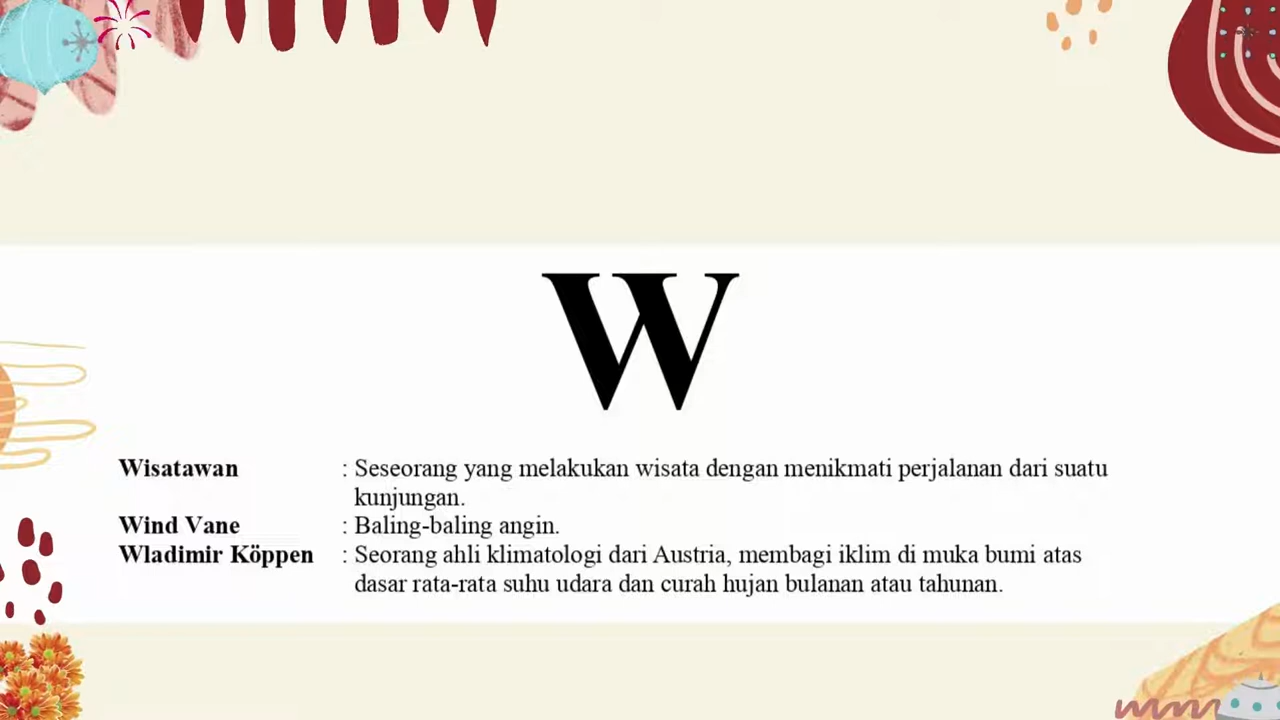 W
Wisatawan : Seseorang yang melakukan wisata dengan menikmati perjalanan dari suatu
kunjungan.
Wind Vane : Baling-baling angin.
Wladimir Köppen : Seorang ahli klimatologi dari Austria, membagi iklim di muka bumi atas
dasar rata-rata suhu udara dan curah hujan bulanan atau tahunan.